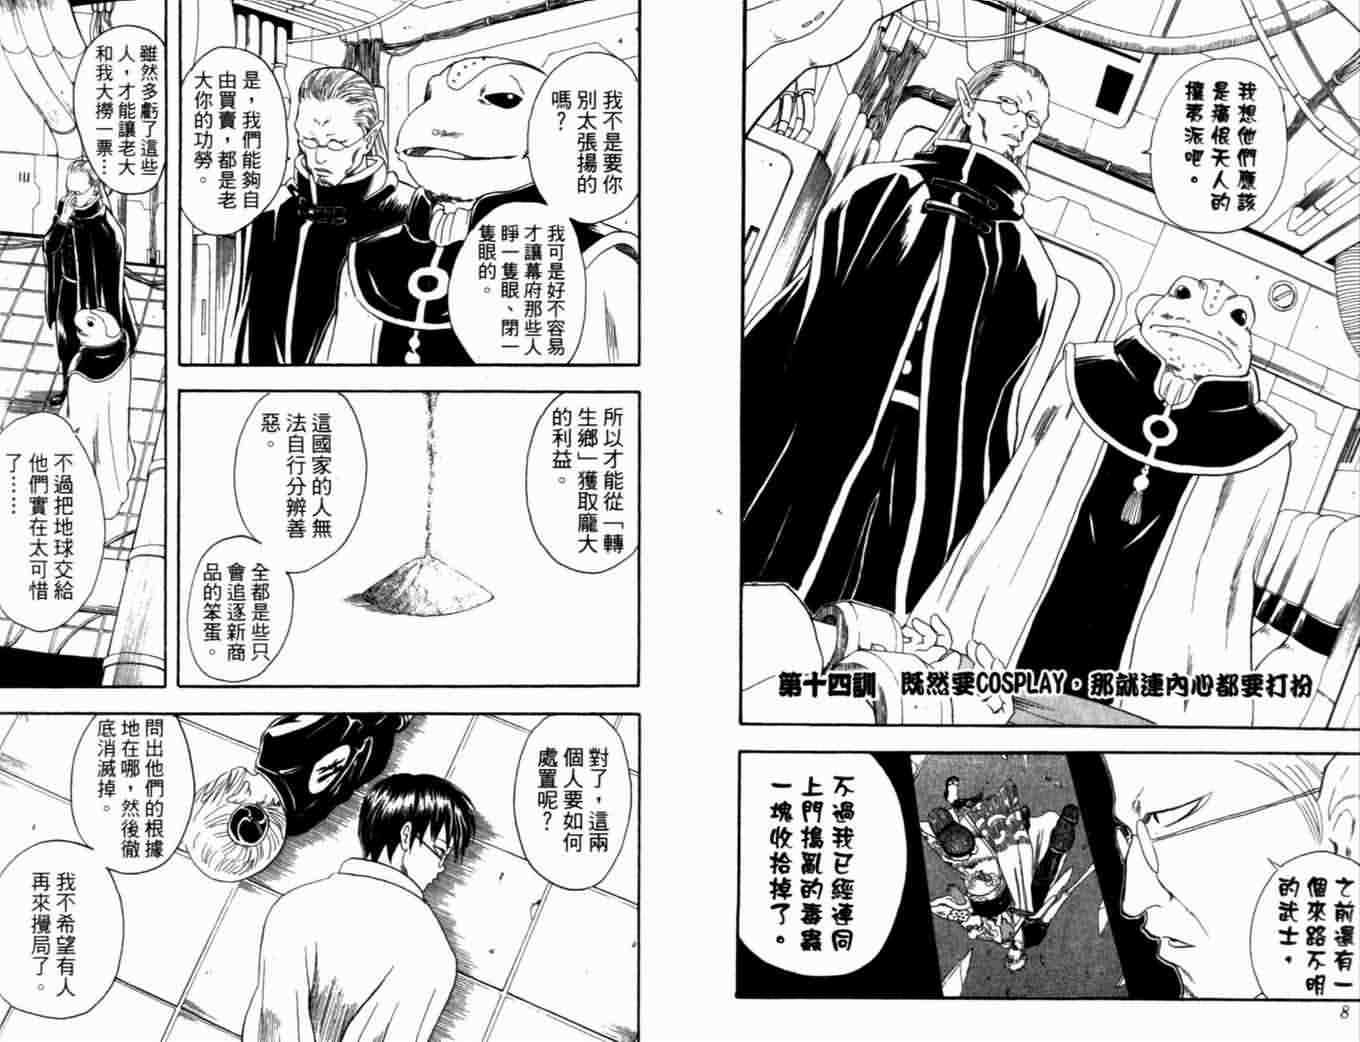 我想他們應該
是痛恨天人的
攘夷派吧。
第十四訓　既然要COSPLAY，那就連內心都要打扮
之前還有一
個來路不明
的武士。
不過我已經連同
上門搗亂的毒蟲
一塊收拾掉了。
8
我不是要你
別太張揚的
嗎？
我可是好不容易
才讓幕府那些人
睜一隻眼、閉一
隻眼的。
是，我們能夠自
由買賣，都是老
大你的功勞。
雖然多虧了這些
人，才能讓老大
和我大撈一票…
不過把地球交給
他們實在太可惜
了……
所以才能從「轉
生鄉」獲取龐大
的利益。
這國家的人無
法自行分辨善
惡。
全都是些只
會追逐新商
品的笨蛋。
對了，這兩
個人要如何
處置呢？
問出他們的根據
地在哪，然後徹
底消滅掉。
我不希望有人
再來攪局了。